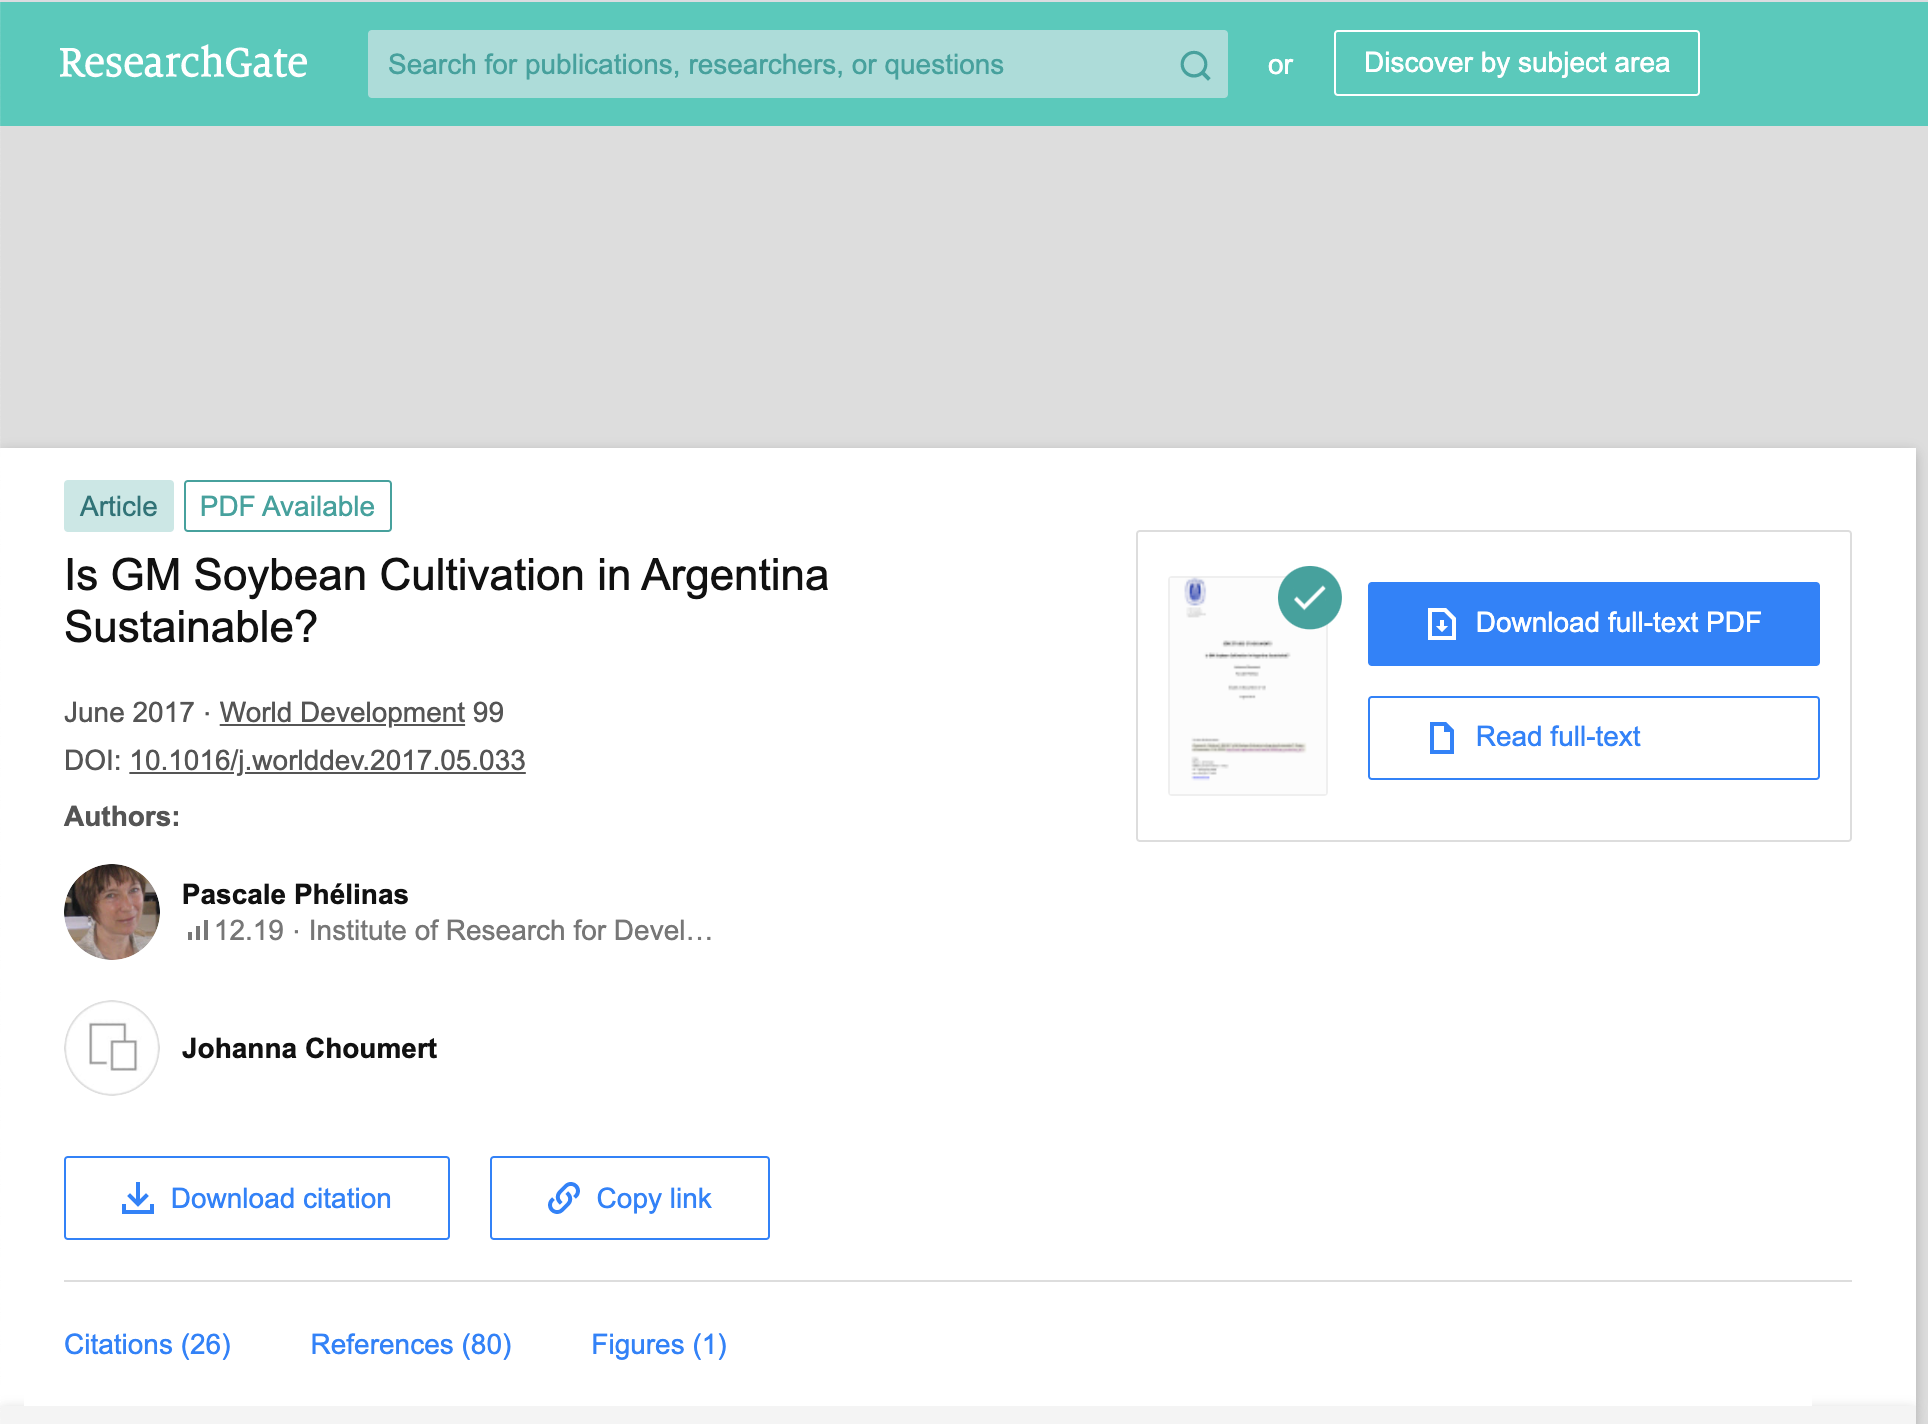 ResearchGate
Search for publications, researchers, or questions
or
Discover by subject area
Article
PDF Available
Is GM Soybean Cultivation in Argentina
Sustainable?
June 2017 · World Development 99
DOI: 10.1016/j.worlddev.2017.05.033
Authors:
Pascale Phélinas
12.19 · Institute of Research for Devel…
Johanna Choumert
Download citation
Copy link
Download full-text PDF
Read full-text
Citations (26)
References (80)
Figures (1)